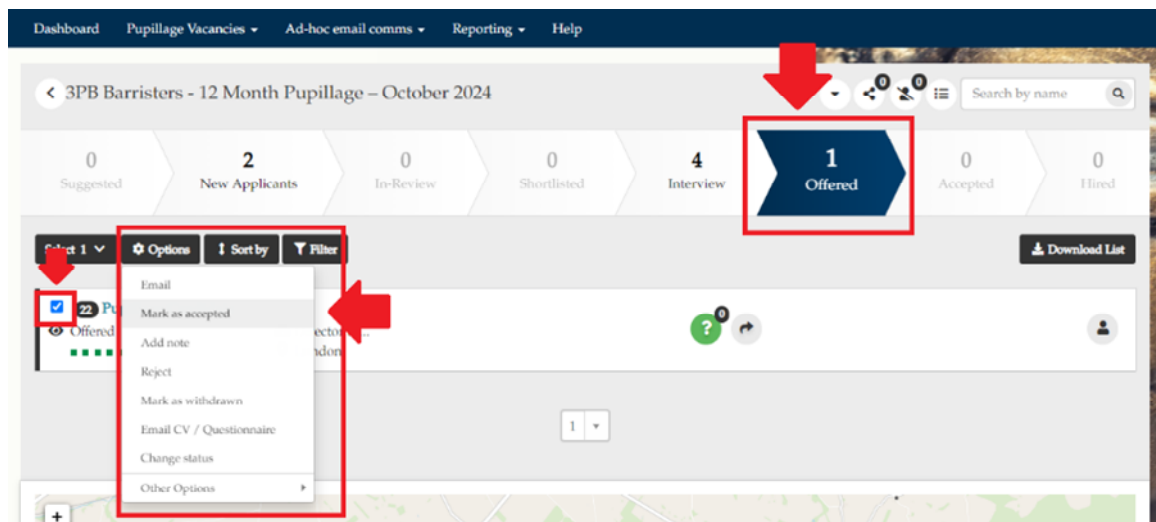 Dashboard Pupillage Vacancies Ad-hoc email comms Reporting Help
3PB Barristers - 12 Month Pupillage – October 2024
0 0
Search by name
0 2 0 0 4 1 0 0
Suggested New Applicants In-Review Shortlisted Interview Offered Accepted Hired
1 Options Sort by Filter Download List
Email
22
Mark as accepted
0
?
Offered
Add note
Reject
Mark as withdrawn
Email CV / Questionnaire
1
Change status
Other Options
+